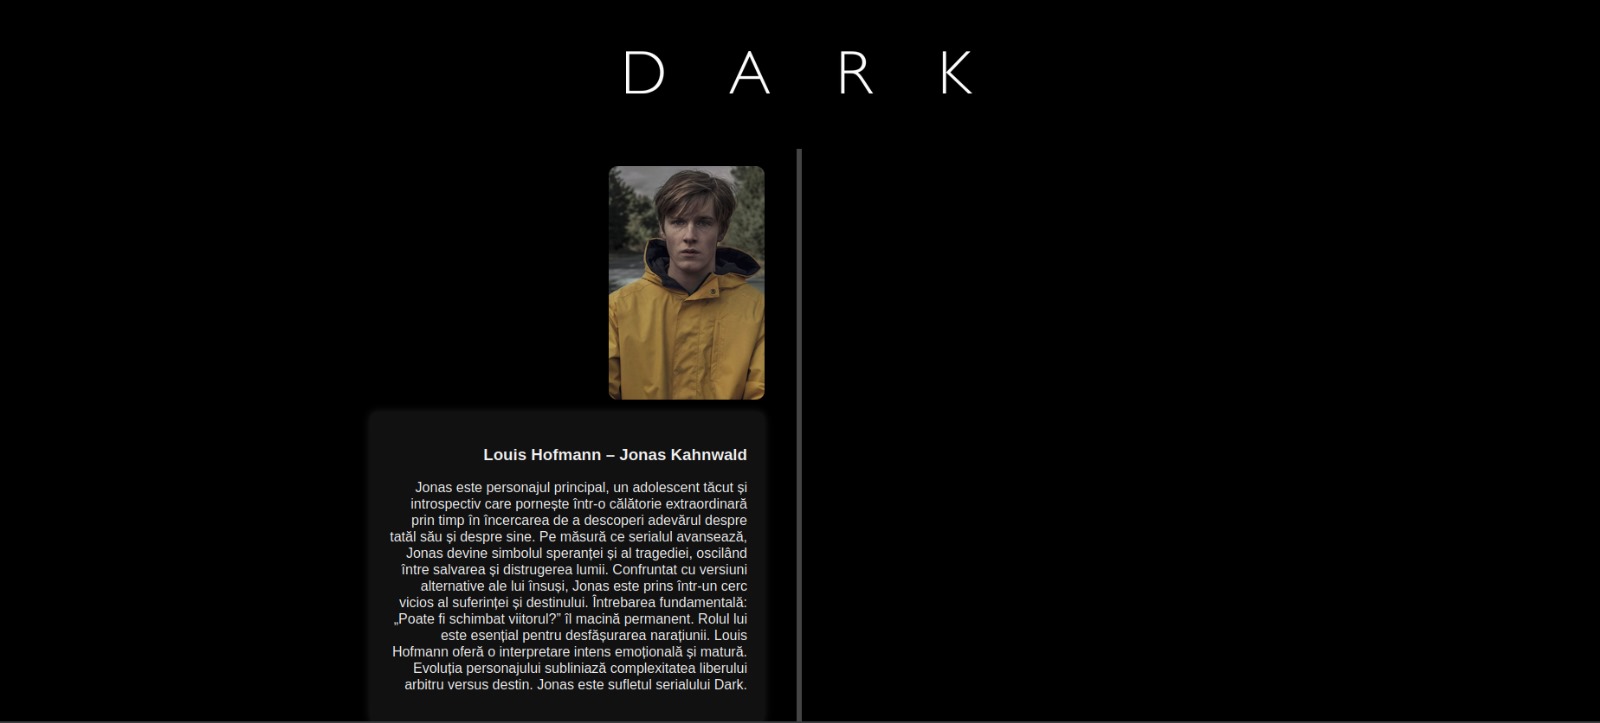 D A R K
Louis Hofmann – Jonas Kahnwald
Jonas este personajul principal, un adolescent tăcut și
introspectiv care pornește într-o călătorie extraordinară
prin timp în încercarea de a descoperi adevărul despre
tatăl său și despre sine. Pe măsură ce serialul avansează,
Jonas devine simbolul speranței și al tragediei, oscilând
între salvarea și distrugerea lumii. Confruntat cu versiuni
alternative ale lui însuși, Jonas este prins într-un cerc
vicios al suferinței și destinului. Întrebarea fundamentală:
„Poate fi schimbat viitorul?” îl macină permanent. Rolul lui
este esențial pentru desfășurarea narațiunii. Louis
Hofmann oferă o interpretare intens emoțională și matură.
Evoluția personajului subliniază complexitatea liberului
arbitru versus destin. Jonas este sufletul serialului Dark.